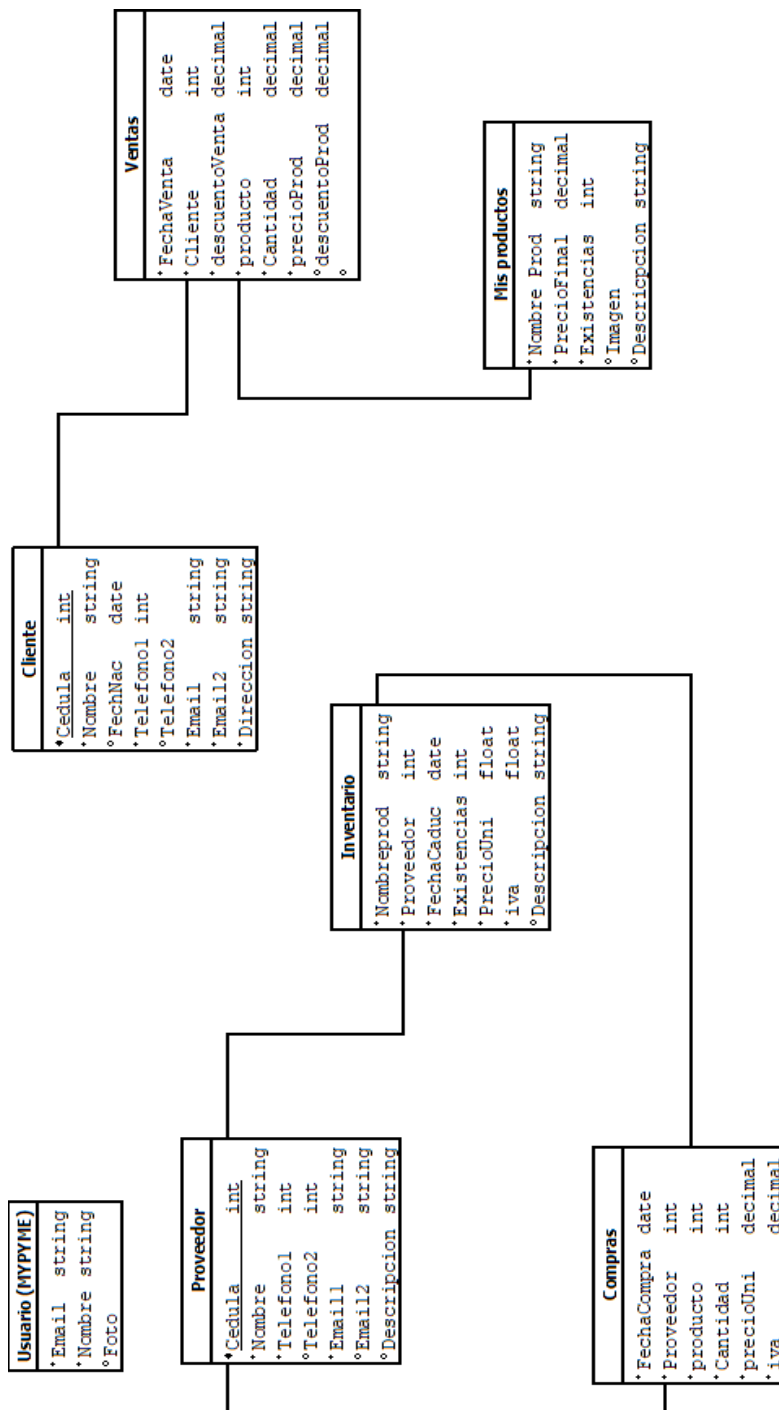 Usuario (MYPYME)
*Email string
*Nombre string
°Foto
Proveedor
*Cedula int
*Nombre string
*Telefono1 int
°Telefono2 int
*Email1 string
°Email2 string
°Descripcion string
Compras
*FechaCompra date
*Proveedor int
*producto int
*Cantidad int
*precioUni decimal
*iva decimal
Cliente
*Cedula int
*Nombre string
°FechNac date
*Telefono1 int
°Telefono2
*Email string
*Email2 string
*Direccion string
Inventario
*Nombreprod string
*Proveedor int
*FechaCaduc date
*Existencias int
*PrecioUni float
*iva float
°Descripcion string
Ventas
*FechaVenta date
*Cliente int
*descuentoVenta decimal
*producto int
*Cantidad decimal
*precioProd decimal
°descuentoProd decimal
°
Mis productos
*Nombre Prod string
*PrecioFinal decimal
*Existencias int
°Imagen
°Descricpcion string